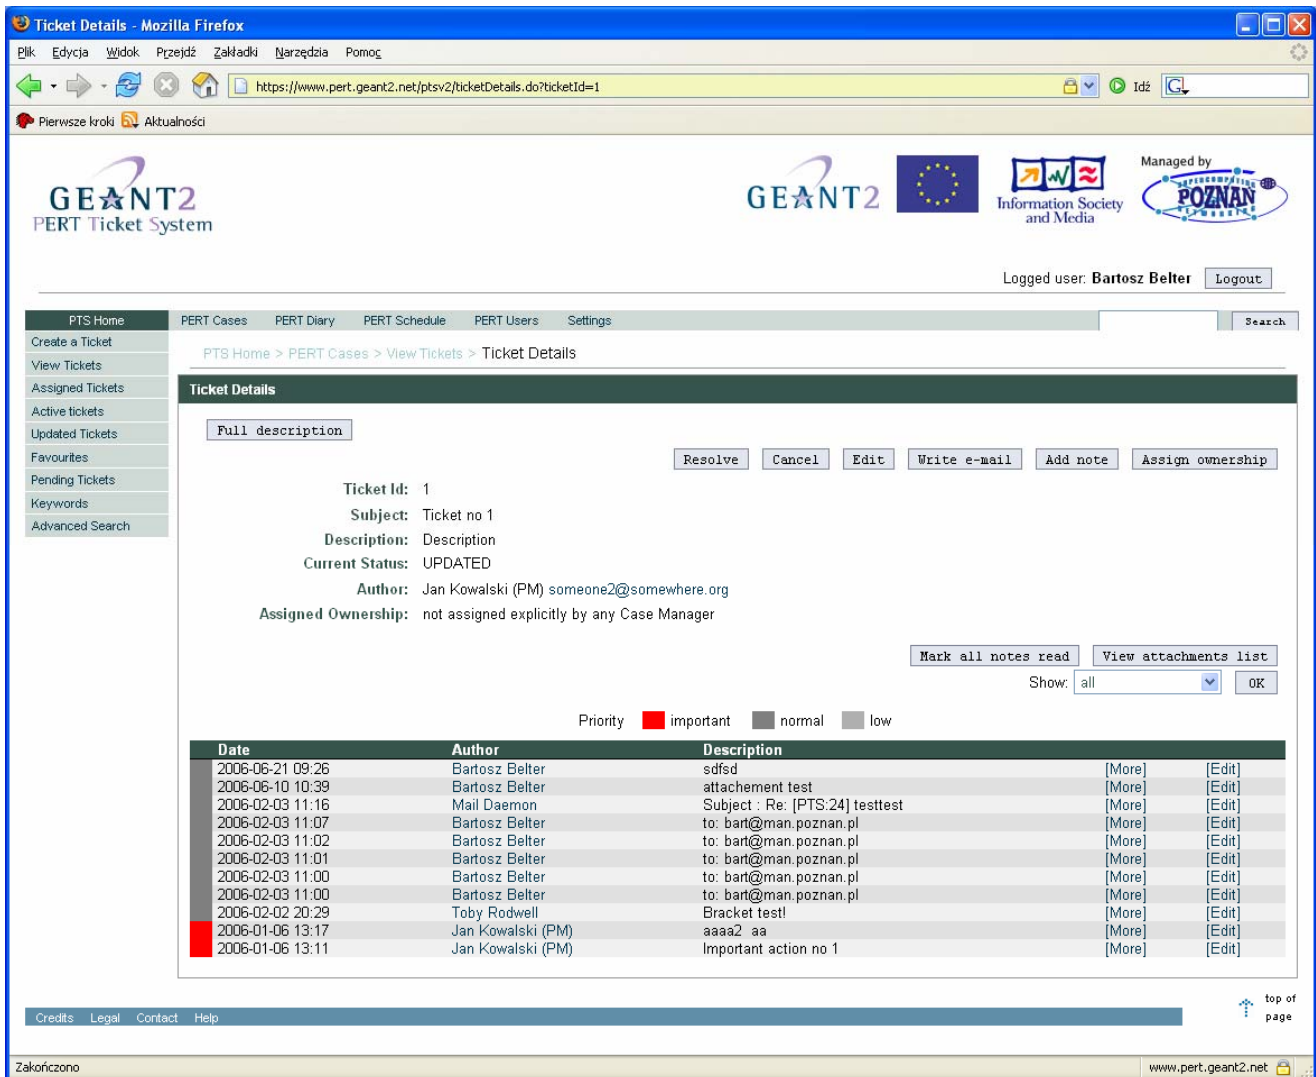 Ticket Details - Mozilla Firefox
Plik Edycja Widok Przejdź Zakładki Narzędzia Pomoc
https://www.pert.geant2.net/ptsv2/ticketDetails.do?ticketId=1 Idź G
Pierwsze kroki Aktualności
GEANT2
PERT Ticket System
GEANT2
Information Society
and Media
Managed by
SUPERCOMPUTING
POZNAŃ
NETWORKING
Logged user: Bartosz Belter Logout
PTS Home PERT Cases PERT Diary PERT Schedule PERT Users Settings Search
Create a Ticket
View Tickets
Assigned Tickets
Active tickets
Updated Tickets
Favourites
Pending Tickets
Keywords
Advanced Search
PTS Home > PERT Cases > View Tickets > Ticket Details
Ticket Details
Full description
Resolve Cancel Edit Write e-mail Add note Assign ownership
Ticket Id: 1
Subject: Ticket no 1
Description: Description
Current Status: UPDATED
Author: Jan Kowalski (PM) someone2@somewhere.org
Assigned Ownership: not assigned explicitly by any Case Manager
Mark all notes read View attachments list
Show: all OK
Priority important normal low
Date Author Description
2006-06-21 09:26 Bartosz Belter sdfsd [More] [Edit]
2006-06-10 10:39 Bartosz Belter attachement test [More] [Edit]
2006-02-03 11:16 Mail Daemon Subject : Re: [PTS:24] testtest [More] [Edit]
2006-02-03 11:07 Bartosz Belter to: bart@man.poznan.pl [More] [Edit]
2006-02-03 11:02 Bartosz Belter to: bart@man.poznan.pl [More] [Edit]
2006-02-03 11:01 Bartosz Belter to: bart@man.poznan.pl [More] [Edit]
2006-02-03 11:00 Bartosz Belter to: bart@man.poznan.pl [More] [Edit]
2006-02-03 11:00 Bartosz Belter to: bart@man.poznan.pl [More] [Edit]
2006-02-02 20:29 Toby Rodwell Bracket test! [More] [Edit]
2006-01-06 13:17 Jan Kowalski (PM) aaaa2 aa [More] [Edit]
2006-01-06 13:11 Jan Kowalski (PM) Important action no 1 [More] [Edit]
top of
page
Credits Legal Contact Help
Zakończono www.pert.geant2.net